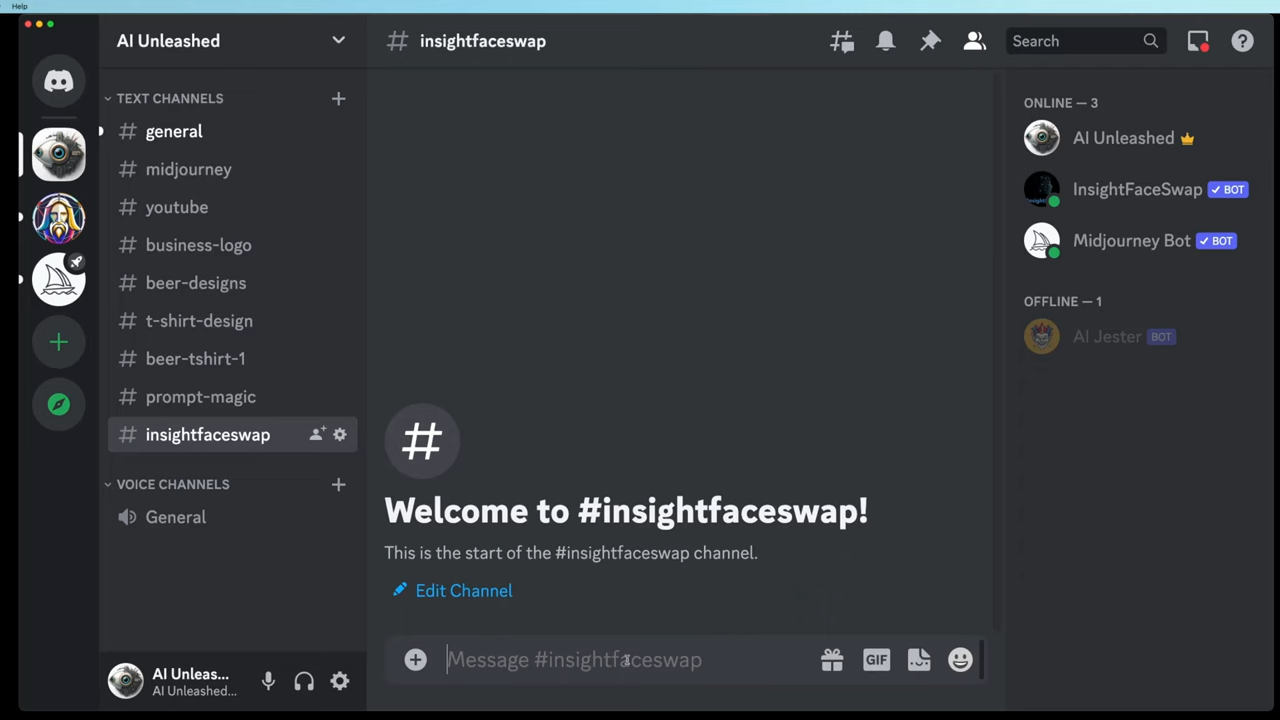 Help
AI Unleashed
insightfaceswap
Search
TEXT CHANNELS
general
midjourney
youtube
business-logo
beer-designs
t-shirt-design
beer-tshirt-1
prompt-magic
insightfaceswap
VOICE CHANNELS
General
AI Unleas...
AI Unleashed...
#
Welcome to #insightfaceswap!
This is the start of the #insightfaceswap channel.
Edit Channel
Message #insightfaceswap
GIF
ONLINE — 3
AI Unleashed
InsightFaceSwap ✓ BOT
Midjourney Bot ✓ BOT
OFFLINE — 1
AI Jester BOT